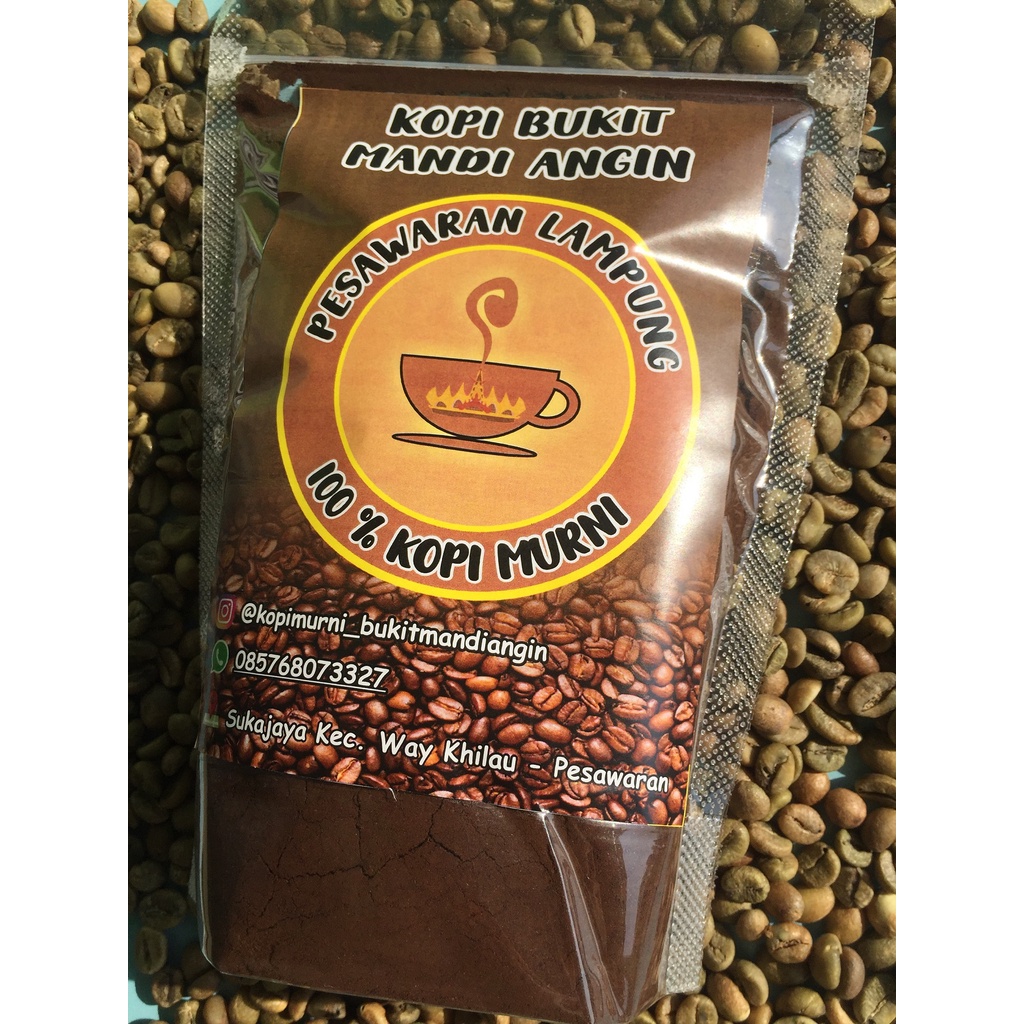 KOPI BUKIT
MANDI ANGIN
PESAWARAN LAMPUNG
100 % KOPI MURNI
@kopimurni_bukitmandiangin
085768073327
Sukajaya Kec. Way Khilau - Pesawaran